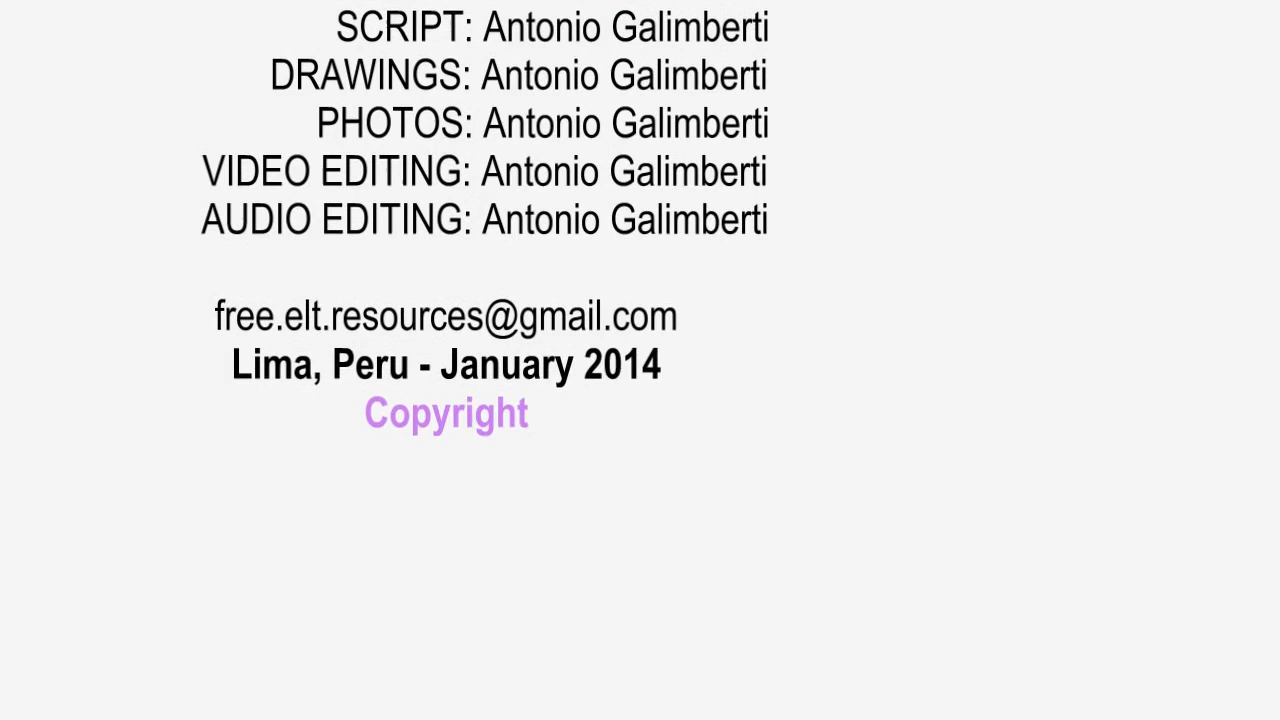 SCRIPT: Antonio Galimberti
DRAWINGS: Antonio Galimberti
PHOTOS: Antonio Galimberti
VIDEO EDITING: Antonio Galimberti
AUDIO EDITING: Antonio Galimberti
free.elt.resources@gmail.com
Lima, Peru - January 2014
Copyright